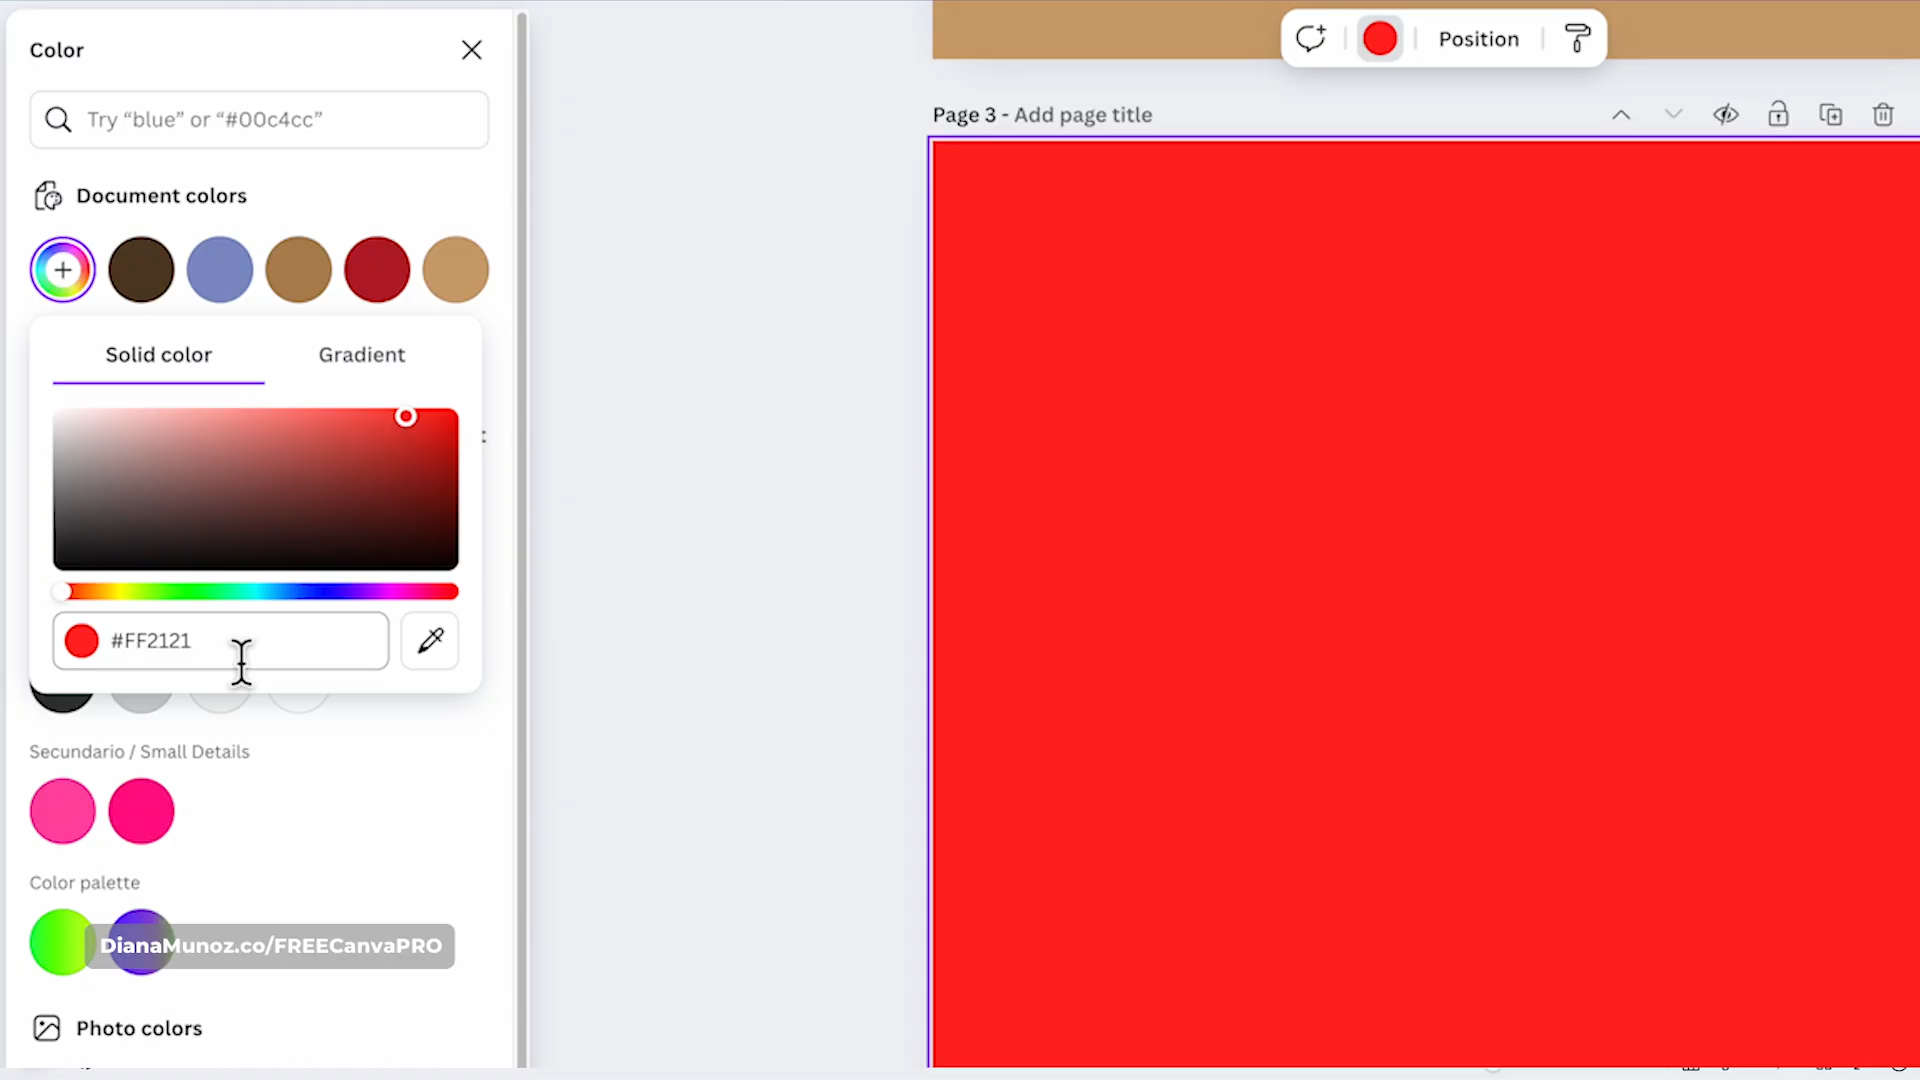 Color
Try “blue” or “#00c4cc”
Document colors
Solid color
Gradient
#FF2121
Secundario / Small Details
Color palette
DianaMunoz.co/FREECanvaPRO
Photo colors
Position
Page 3 - Add page title